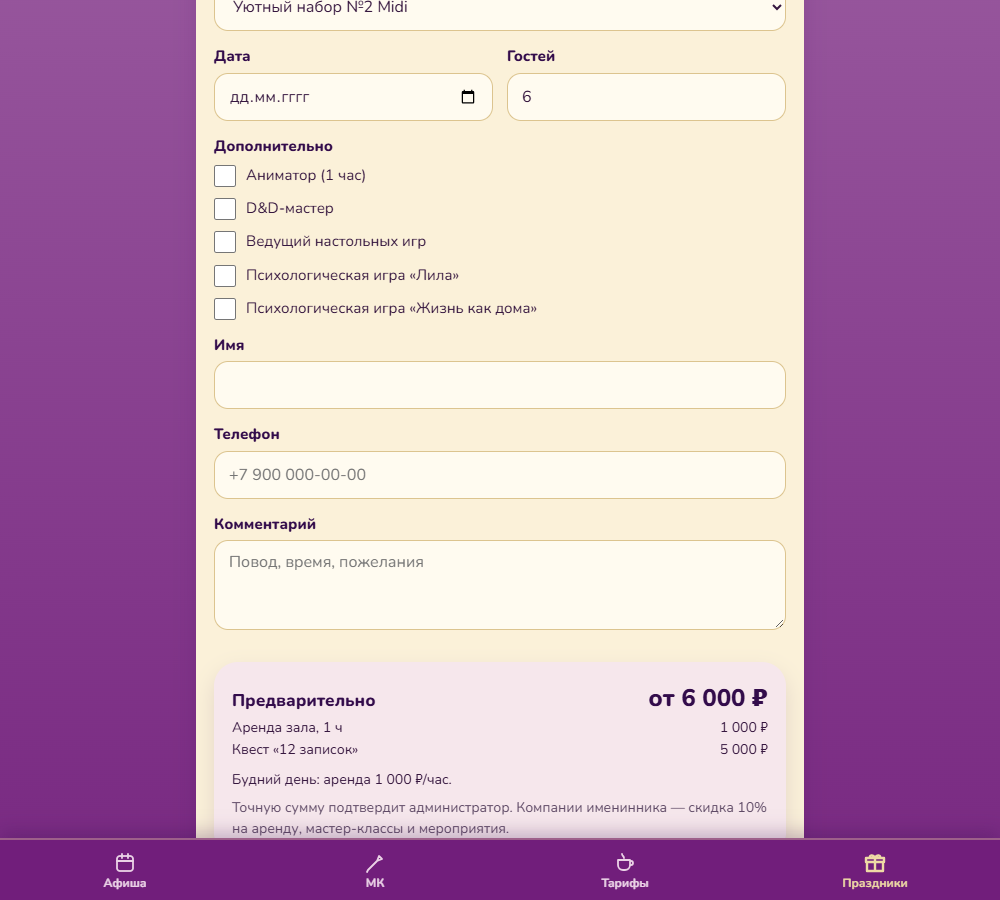 Уютный набор №2 Midi
Дата
Гостей
дд.мм.гггг
6
Дополнительно
Аниматор (1 час)
D&D-мастер
Ведущий настольных игр
Психологическая игра «Лила»
Психологическая игра «Жизнь как дома»
Имя
Телефон
+7 900 000-00-00
Комментарий
Повод, время, пожелания
Предварительно
от 6 000 ₽
Аренда зала, 1 ч
1 000 ₽
Квест «12 записок»
5 000 ₽
Будний день: аренда 1 000 ₽/час.
Точную сумму подтвердит администратор. Компании именинника — скидка 10%
на аренду, мастер-классы и мероприятия.
Афиша
МК
Тарифы
Праздники